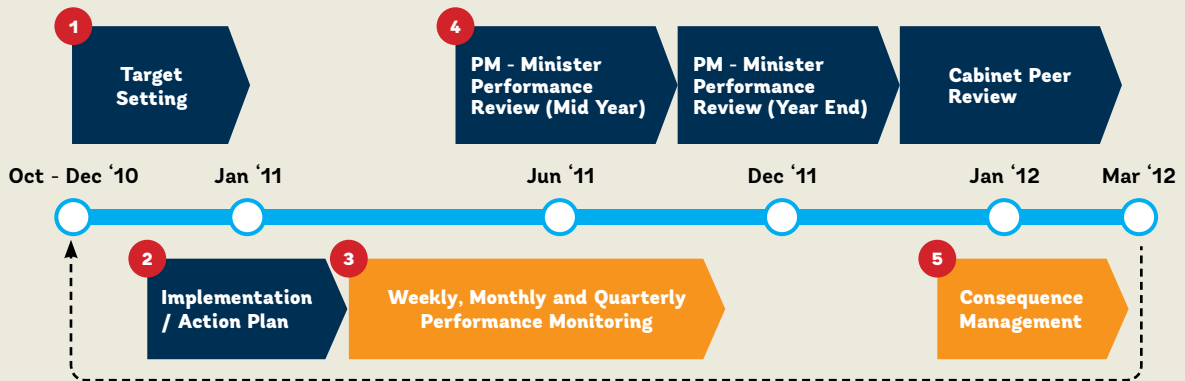 1
Target
Setting
4
PM - Minister
Performance
Review (Mid Year)
PM - Minister
Performance
Review (Year End)
Cabinet Peer
Review
Oct - Dec ‘10
Jan ‘11
Jun ‘11
Dec ‘11
Jan ‘12
Mar ‘12
2
Implementation
/ Action Plan
3
Weekly, Monthly and Quarterly
Performance Monitoring
5
Consequence
Management